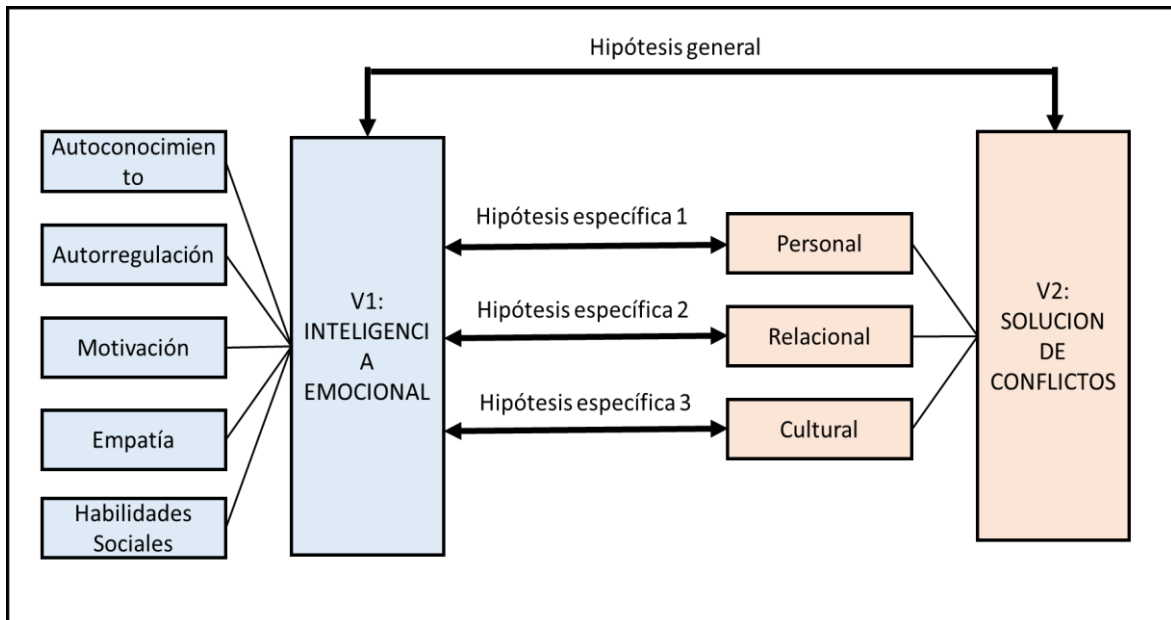 Hipótesis general
Autoconocimien
to
Autorregulación
Motivación
Empatía
Habilidades
Sociales
V1:
INTELIGENCI
A
EMOCIONAL
Hipótesis específica 1
Hipótesis específica 2
Hipótesis específica 3
Personal
Relacional
Cultural
V2:
SOLUCION
DE
CONFLICTOS